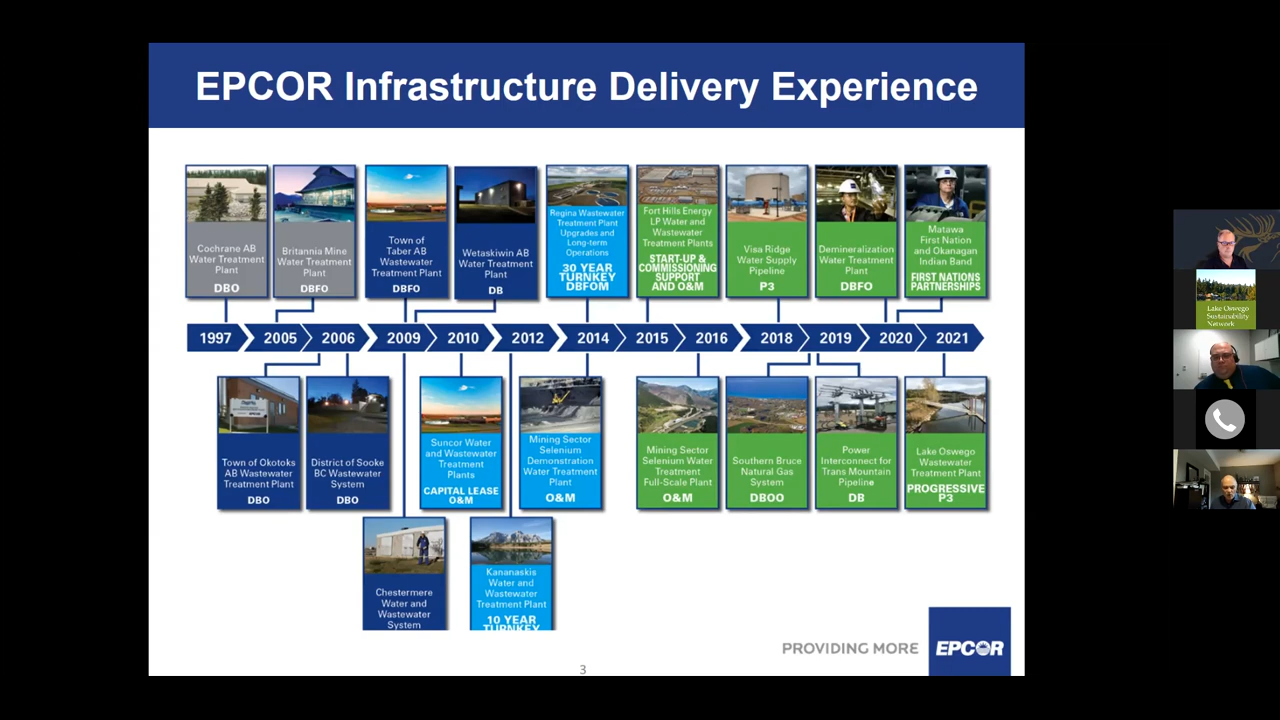 EPCOR Infrastructure Delivery Experience
Cochrane AB
Water Treatment
Plant
DBO
Britannia Mine
Water Treatment
Plant
DBFO
Town of
Taber AB
Wastewater
Treatment Plant
DBFO
Wetaskiwin AB
Water Treatment
Plant
DB
Regina Wastewater
Treatment Plant
Upgrades and
Long-term
Operations
30 YEAR
TURNKEY
DBFOM
Fort Hills Energy
LP Water and
Wastewater
Treatment Plants
START-UP &
COMMISSIONING
SUPPORT
AND O&M
Visa Ridge
Water Supply
Pipeline
P3
Demineralization
Water Treatment
Plant
DBFO
Matawa
First Nation
and Okanagan
Indian Band
FIRST NATIONS
PARTNERSHIPS
1997 2005 2006 2009 2010 2012 2014 2015 2016 2018 2019 2020 2021
Town of Okotoks
AB Wastewater
Treatment Plant
DBO
District of Sooke
BC Wastewater
System
DBO
Suncor Water
and Wastewater
Treatment
Plants
CAPITAL LEASE
O&M
Mining Sector
Selenium
Demonstration
Water Treatment
Plant
O&M
Mining Sector
Selenium Water
Treatment
Full-Scale Plant
O&M
Southern Bruce
Natural Gas
System
DBOO
Power
Interconnect for
Trans Mountain
Pipeline
DB
Lake Oswego
Wastewater
Treatment Plant
PROGRESSIVE
P3
Chestermere
Water and
Wastewater
System
Kananaskis
Water and
Wastewater
Treatment Plant
10 YEAR
TURNKEY
PROVIDING MORE
EPCOR
3
Lake Oswego
Sustainability
Network